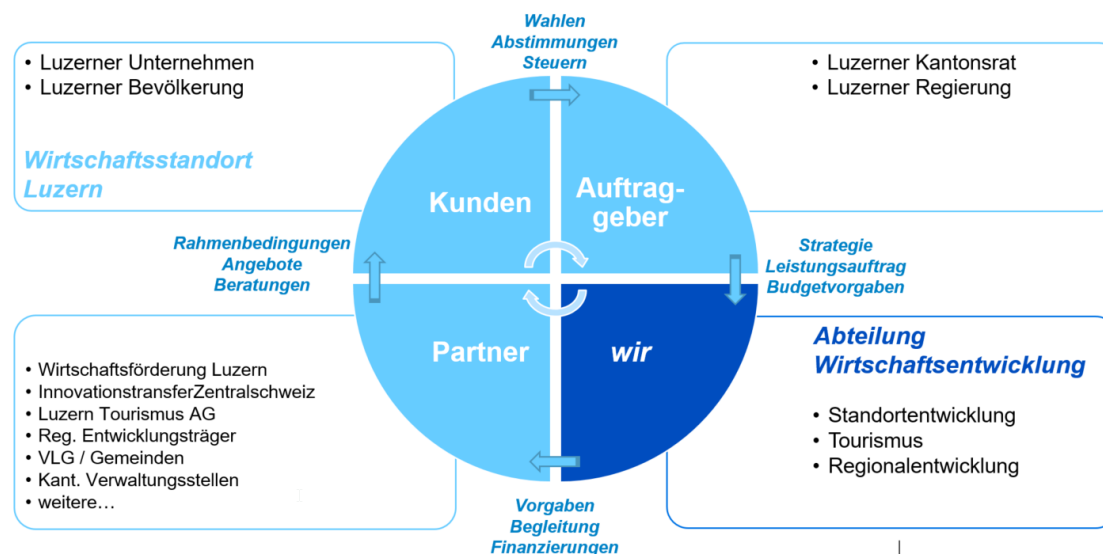 Wahlen
Abstimmungen
Steuern
• Luzerner Unternehmen
• Luzerner Bevölkerung
Wirtschaftsstandort
Luzern
• Luzerner Kantonsrat
• Luzerner Regierung
Kunden
Auftrag-
geber
Rahmenbedingungen
Angebote
Beratungen
Strategie
Leistungsauftrag
Budgetvorgaben
Partner
wir
• Wirtschaftsförderung Luzern
• InnovationstransferZentralschweiz
• Luzern Tourismus AG
• Reg. Entwicklungsträger
• VLG / Gemeinden
• Kant. Verwaltungsstellen
• weitere…
Abteilung
Wirtschaftsentwicklung
• Standortentwicklung
• Tourismus
• Regionalentwicklung
Vorgaben
Begleitung
Finanzierungen